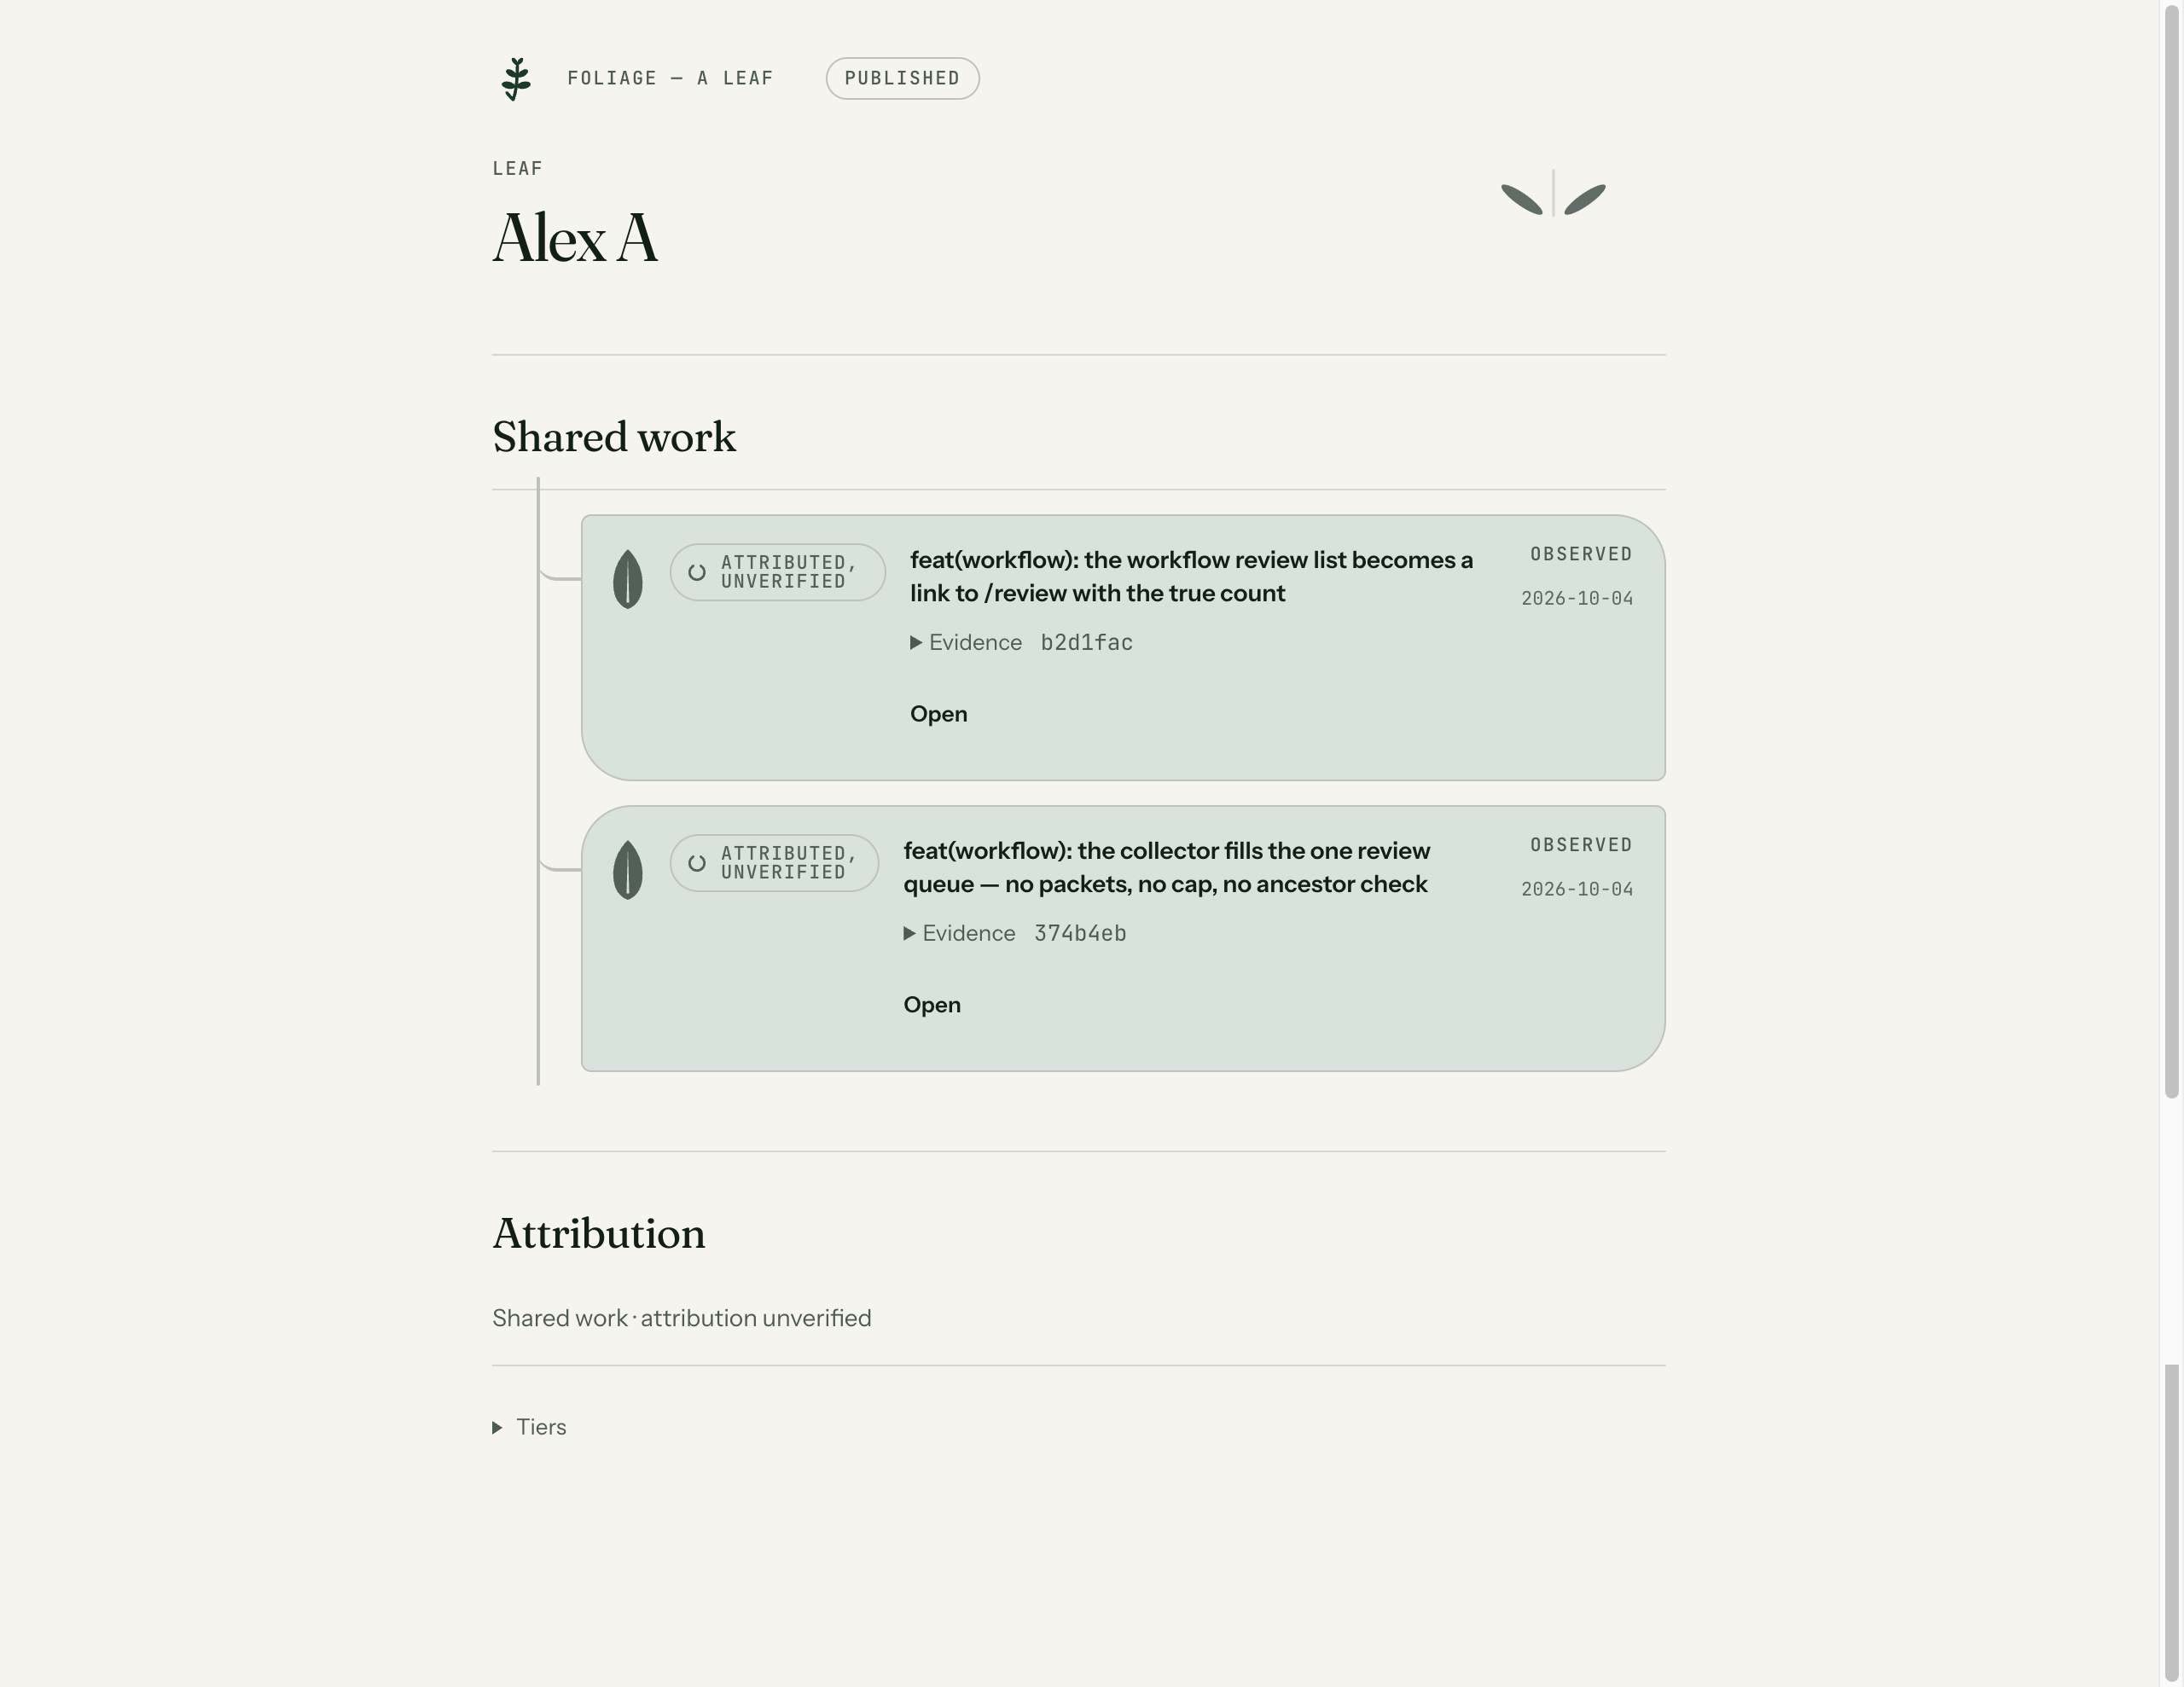 FOLIAGE — A LEAF
PUBLISHED
LEAF
Alex A
Shared work
ATTRIBUTED,
UNVERIFIED
feat(workflow): the workflow review list becomes a
link to /review with the true count
OBSERVED
2026-10-04
Evidence b2d1fac
Open
ATTRIBUTED,
UNVERIFIED
feat(workflow): the collector fills the one review
queue — no packets, no cap, no ancestor check
OBSERVED
2026-10-04
Evidence 374b4eb
Open
Attribution
Shared work · attribution unverified
Tiers